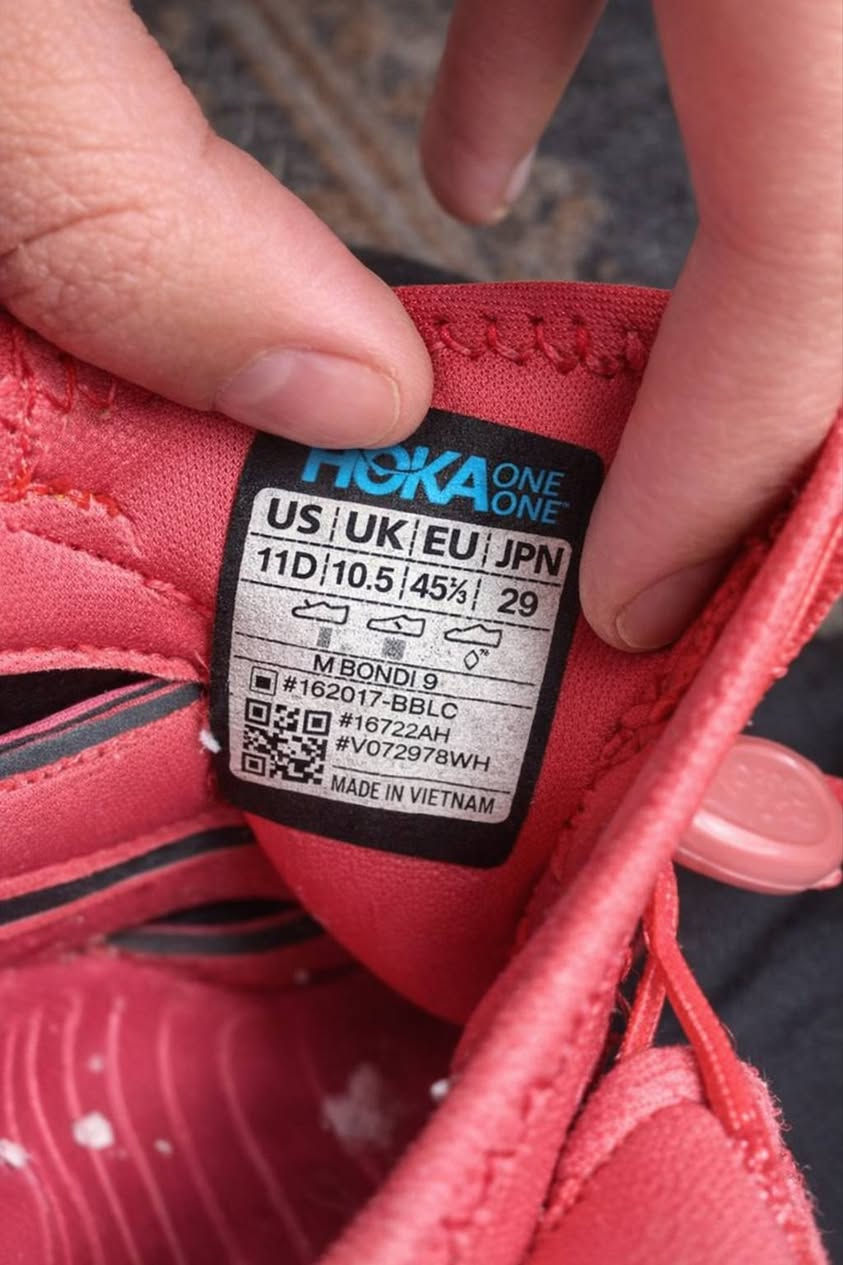 HOKA ONE ONE™
US UK EU JPN
11D 10.5 45⅓ 29
M BONDI 9
#162017-BBLC
#16722AH
#V072978WH
MADE IN VIETNAM